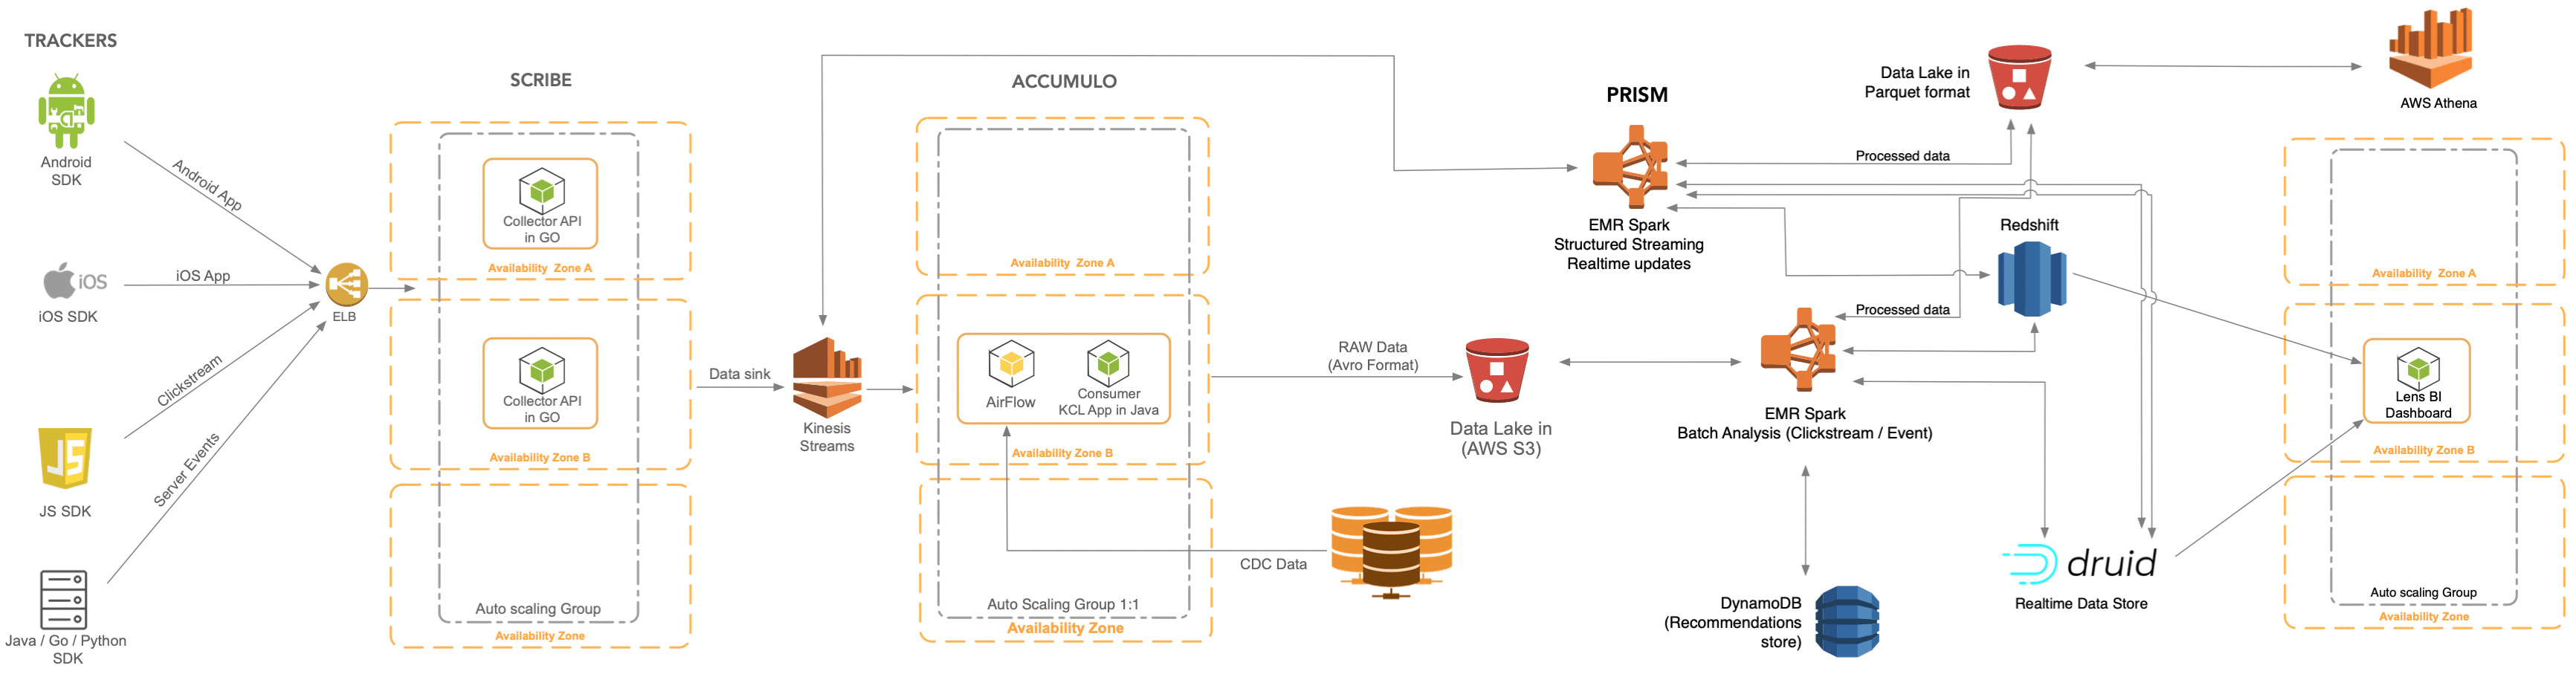 TRACKERS
Android
SDK
Android App
iOS
iOS SDK
iOS App
JS
JS SDK
Clickstream
Java / Go / Python
SDK
Server Events
ELB
SCRIBE
Collector API
in GO
Availability Zone A
Collector API
in GO
Availability Zone B
Auto scaling Group
Availability Zone
Data sink
Kinesis
Streams
ACCUMULO
Availability Zone A
AirFlow
Consumer
KCL App in Java
Availability Zone B
Auto Scaling Group 1:1
Availability Zone
CDC Data
RAW Data
(Avro Format)
Data Lake in
(AWS S3)
PRISM
EMR Spark
Structured Streaming
Realtime updates
Processed data
Data Lake in
Parquet format
AWS Athena
Redshift
Processed data
EMR Spark
Batch Analysis (Clickstream / Event)
DynamoDB
(Recommendations
store)
druid
Realtime Data Store
Availability Zone A
Lens BI
Dashboard
Availability Zone B
Auto scaling Group
Availability Zone